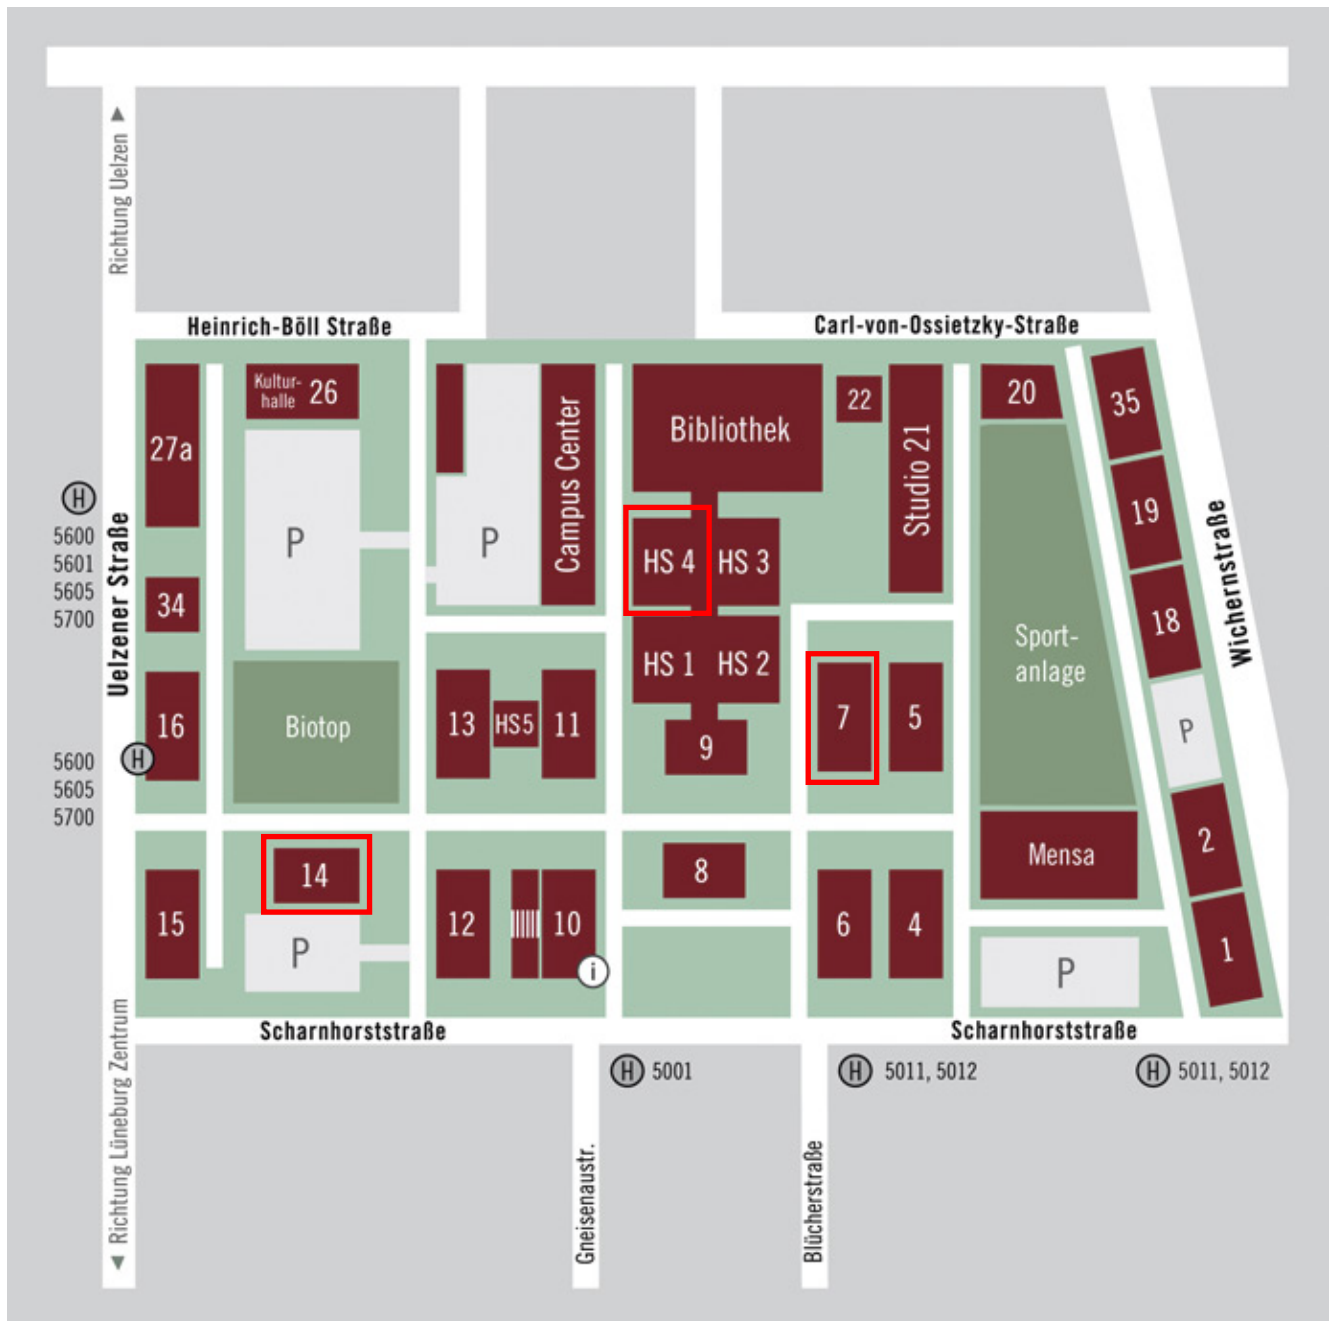 Richtung Uelzen ▲
Heinrich-Böll Straße
Carl-von-Ossietzky-Straße
Kultur-
halle 26
27a
Campus Center
Bibliothek
22
Studio 21
20
35
H
5600
5601
5605
5700
Uelzener Straße
P
P
HS 4
HS 3
19
Wichernstraße
34
18
Sport-
anlage
HS 1
HS 2
16
Biotop
13
HS 5
11
9
7
5
P
H
5600
5605
5700
14
8
Mensa
2
15
P
12
10
i
6
4
P
1
Scharnhorststraße
Scharnhorststraße
H 5001
H 5011, 5012
H 5011, 5012
◀ Richtung Lüneburg Zentrum
Gneisenaustr.
Blücherstraße